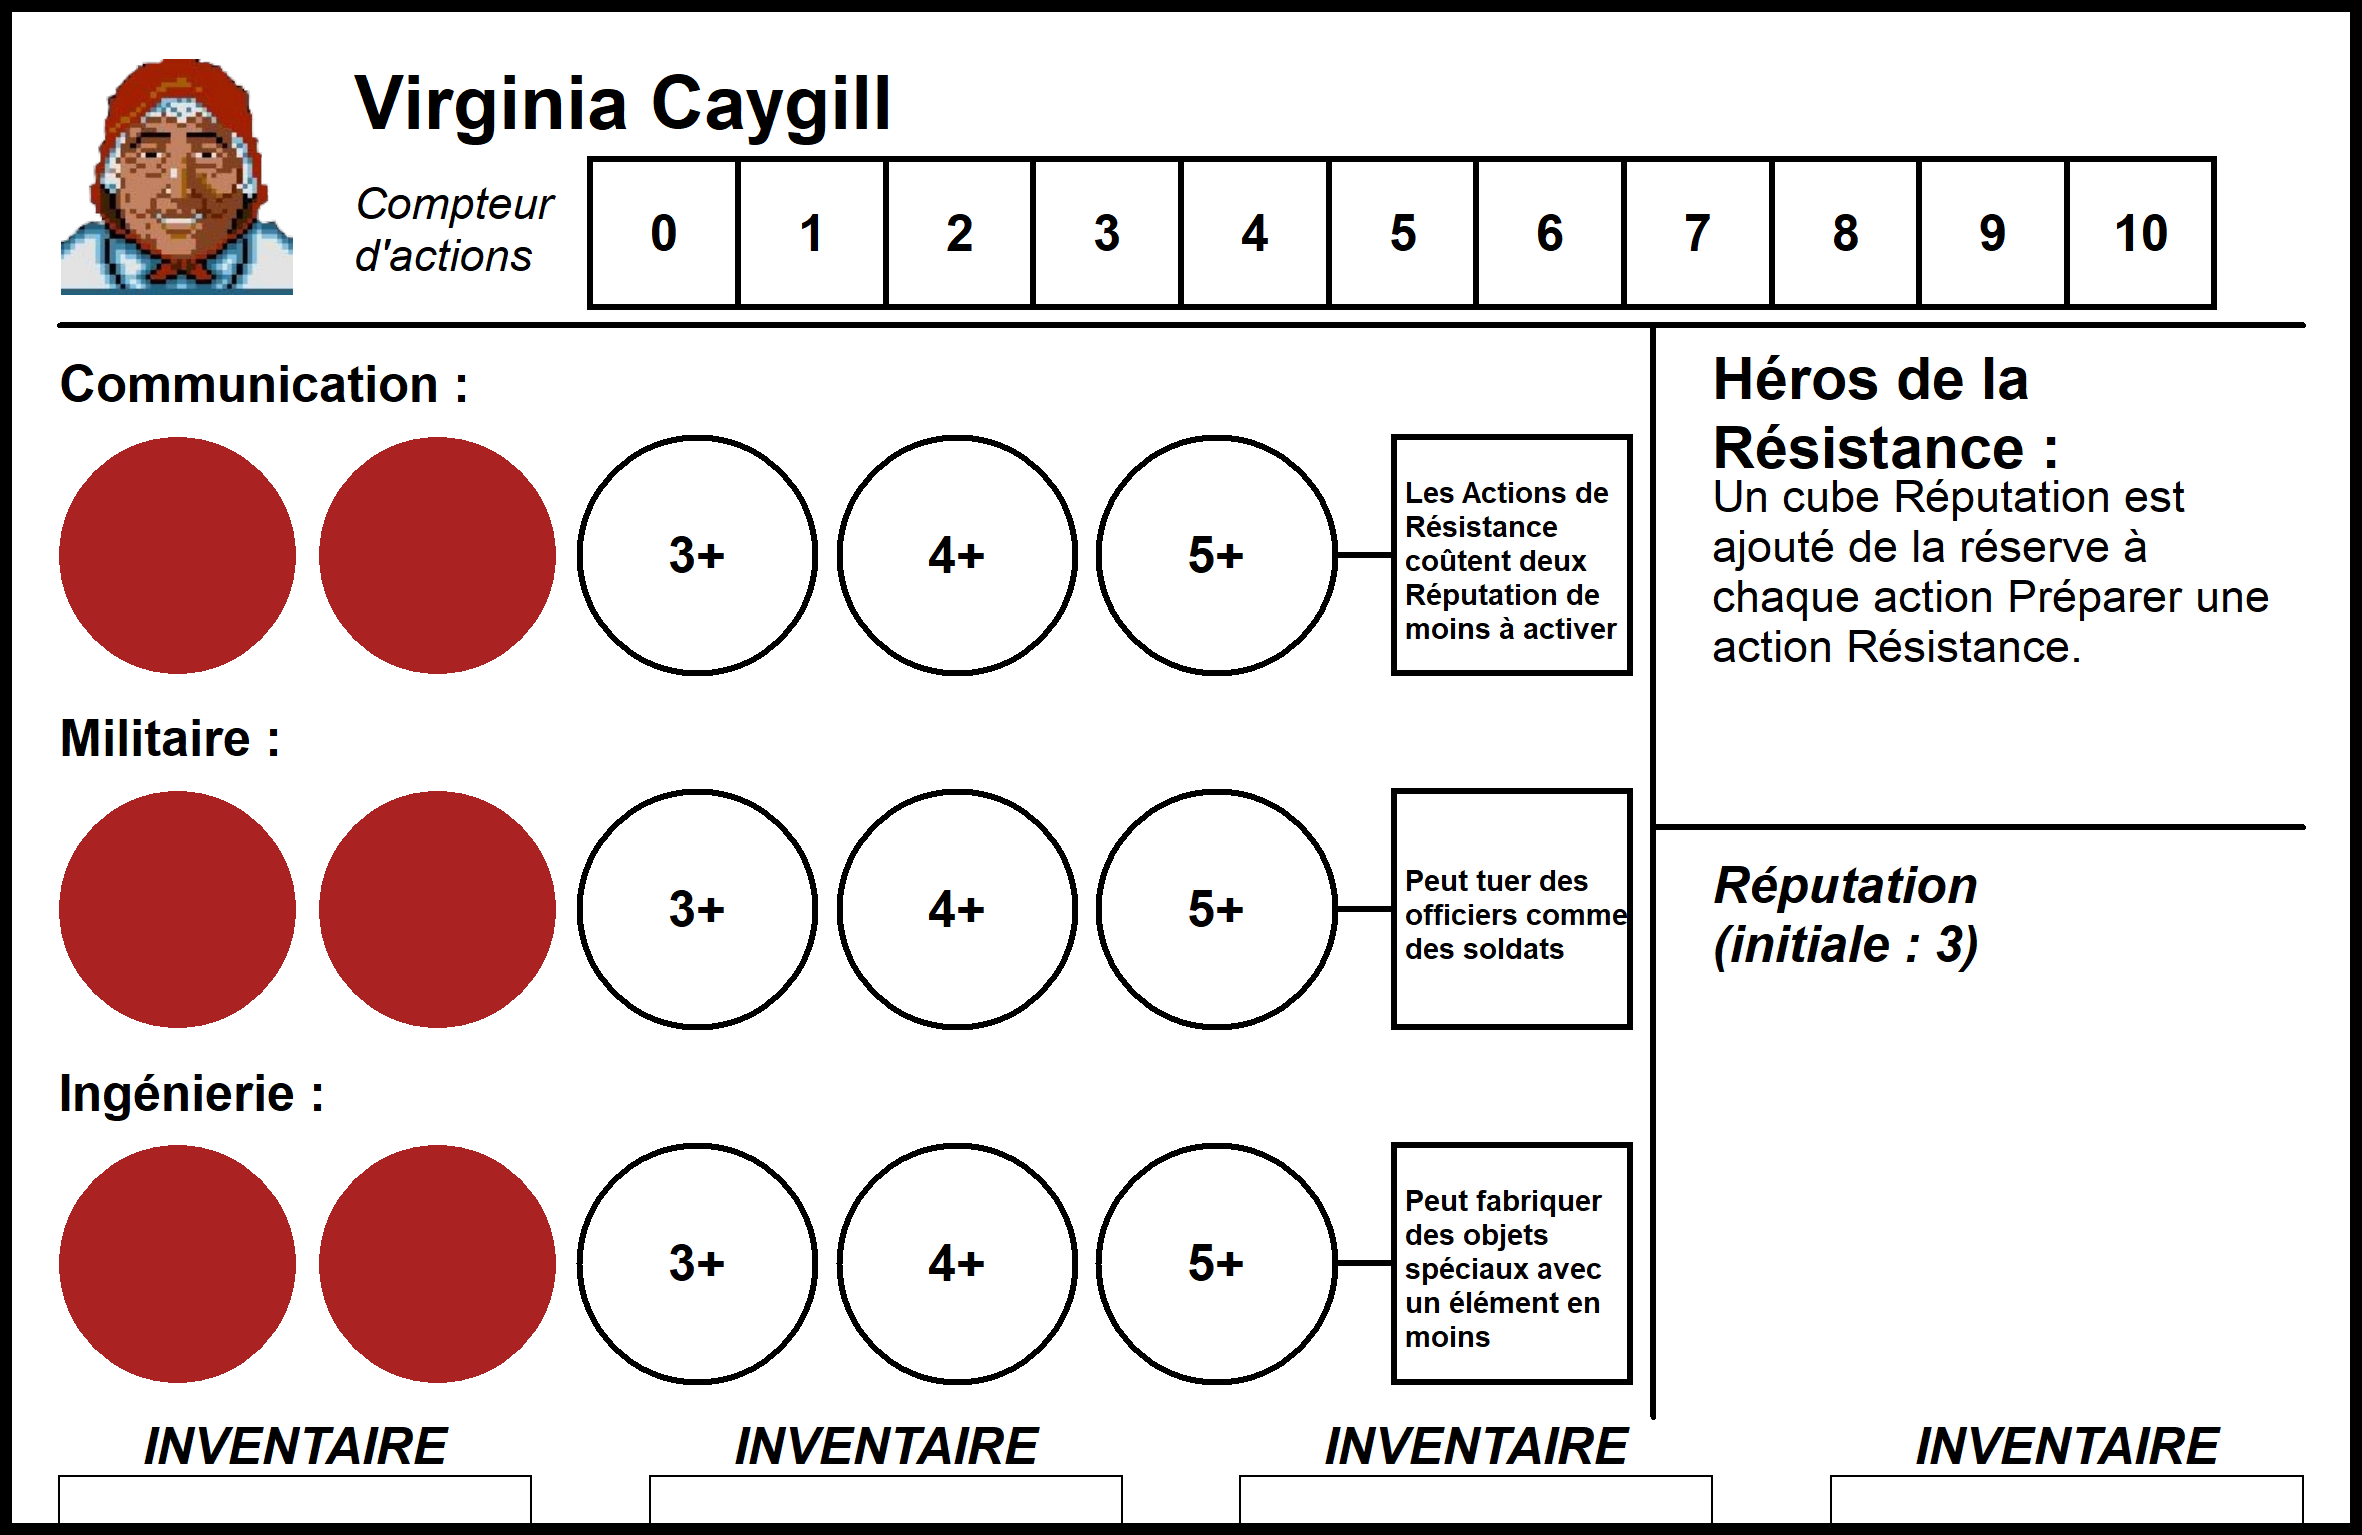 Virginia Caygill
Compteur
d'actions
0 1 2 3 4 5 6 7 8 9 10
Communication :
3+ 4+ 5+
Les Actions de
Résistance
coûtent deux
Réputation de
moins à activer
Militaire :
3+ 4+ 5+
Peut tuer des
officiers comme
des soldats
Ingénierie :
3+ 4+ 5+
Peut fabriquer
des objets
spéciaux avec
un élément en
moins
Héros de la
Résistance :
Un cube Réputation est
ajouté de la réserve à
chaque action Préparer une
action Résistance.
Réputation
(initiale : 3)
INVENTAIRE INVENTAIRE INVENTAIRE INVENTAIRE